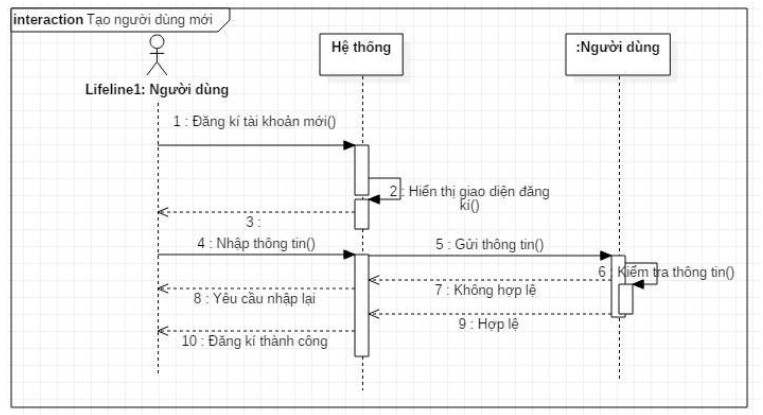 interaction Tạo người dùng mới
Hệ thông
:Người dùng
Lifeline1: Người dùng
1 : Đăng kí tài khoản mới()
2 : Hiển thị giao diện đăng
kí()
3 :
4 : Nhập thông tin()
5 : Gửi thông tin()
6 : Kiểm tra thông tin()
7 : Không hợp lệ
8 : Yêu cầu nhập lại
9 : Hợp lệ
10 : Đăng kí thành công